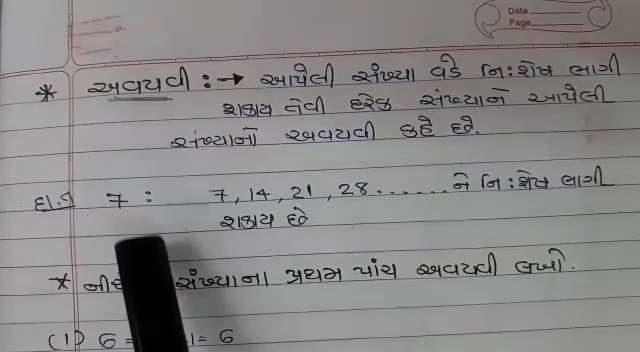 Date
Page
* અવયવી :→ આપેલી સંખ્યા વડે નિ:શેષ ભાગી
શકાય તેવી દરેક સંખ્યાને આપેલી
સંખ્યાનો અવયવી કહે છે.
દા.ત 7 : 7, 14, 21, 28....... ને નિ:શેષ ભાગી
શકાય છે
* સંખ્યાના પ્રથમ પાંચ અવયવી લખો.
(1) 6 = 1 = 6